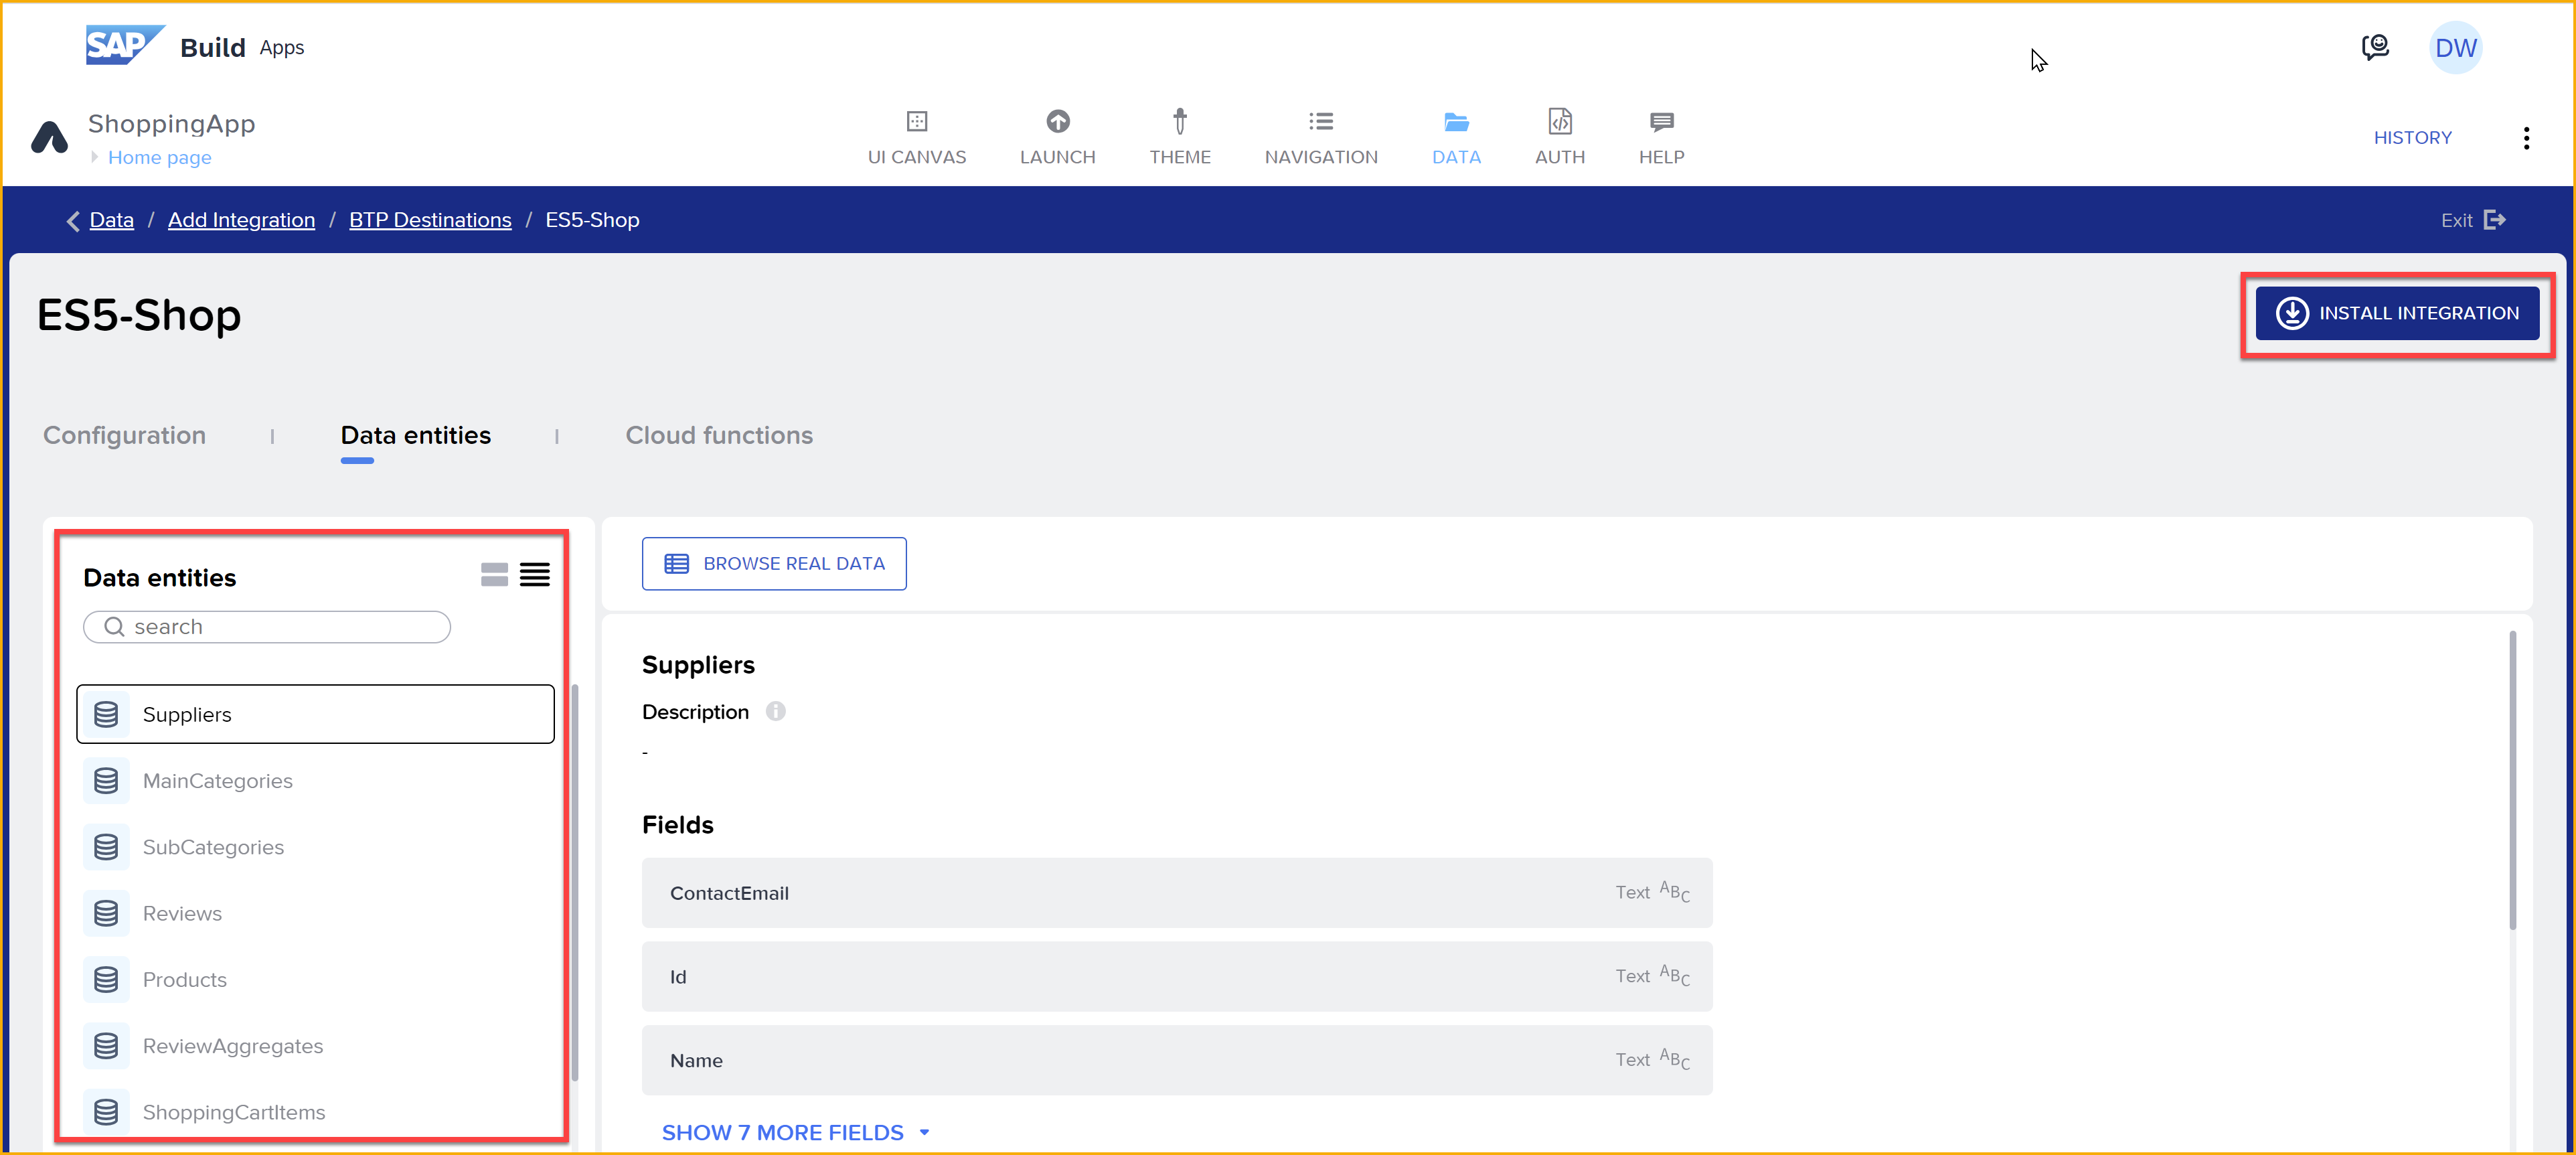 SAP Build Apps
DW
ShoppingApp
Home page
UI CANVAS
LAUNCH
THEME
NAVIGATION
DATA
AUTH
HELP
HISTORY
Data / Add Integration / BTP Destinations / ES5-Shop
Exit
ES5-Shop
INSTALL INTEGRATION
Configuration
Data entities
Cloud functions
Data entities
search
Suppliers
MainCategories
SubCategories
Reviews
Products
ReviewAggregates
ShoppingCartItems
BROWSE REAL DATA
Suppliers
Description
-
Fields
ContactEmail Text ABC
Id Text ABC
Name Text ABC
SHOW 7 MORE FIELDS